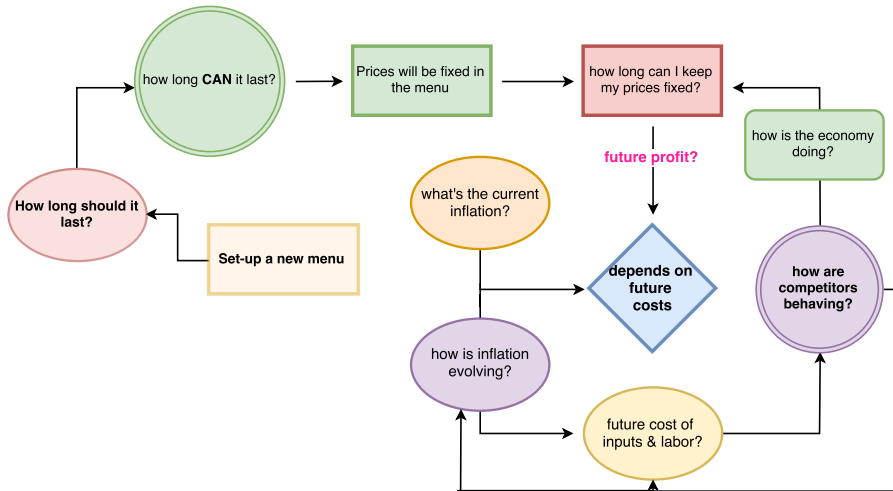 how long CAN it last?
Prices will be fixed in
the menu
how long can I keep
my prices fixed?
how is the economy
doing?
future profit?
what's the current
inflation?
How long should it
last?
Set-up a new menu
depends on
future
costs
how are
competitors
behaving?
how is inflation
evolving?
future cost of
inputs & labor?